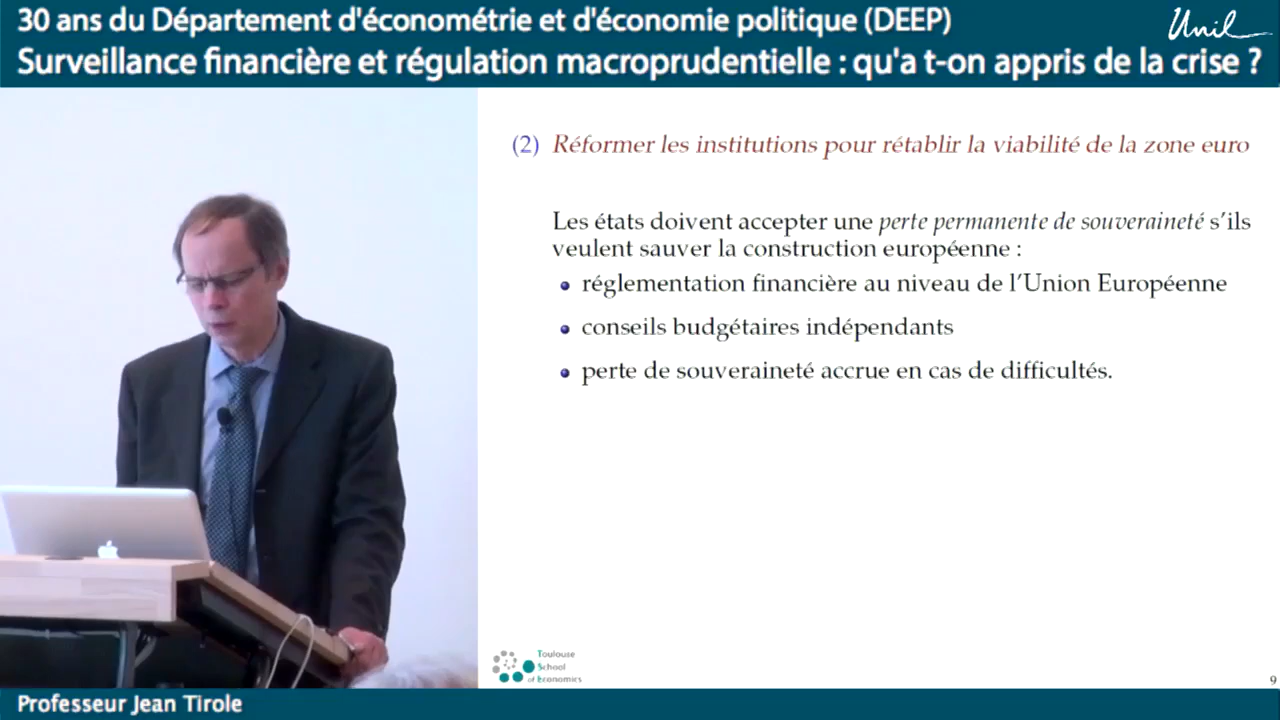 30 ans du Département d'économétrie et d'économie politique (DEEP)
Unil
Surveillance financière et régulation macroprudentielle : qu'a t-on appris de la crise ?
(2) Réformer les institutions pour rétablir la viabilité de la zone euro
Les états doivent accepter une perte permanente de souveraineté s'ils
veulent sauver la construction européenne :
réglementation financière au niveau de l'Union Européenne
conseils budgétaires indépendants
perte de souveraineté accrue en cas de difficultés.
Toulouse
School
of Economics
9
Professeur Jean Tirole